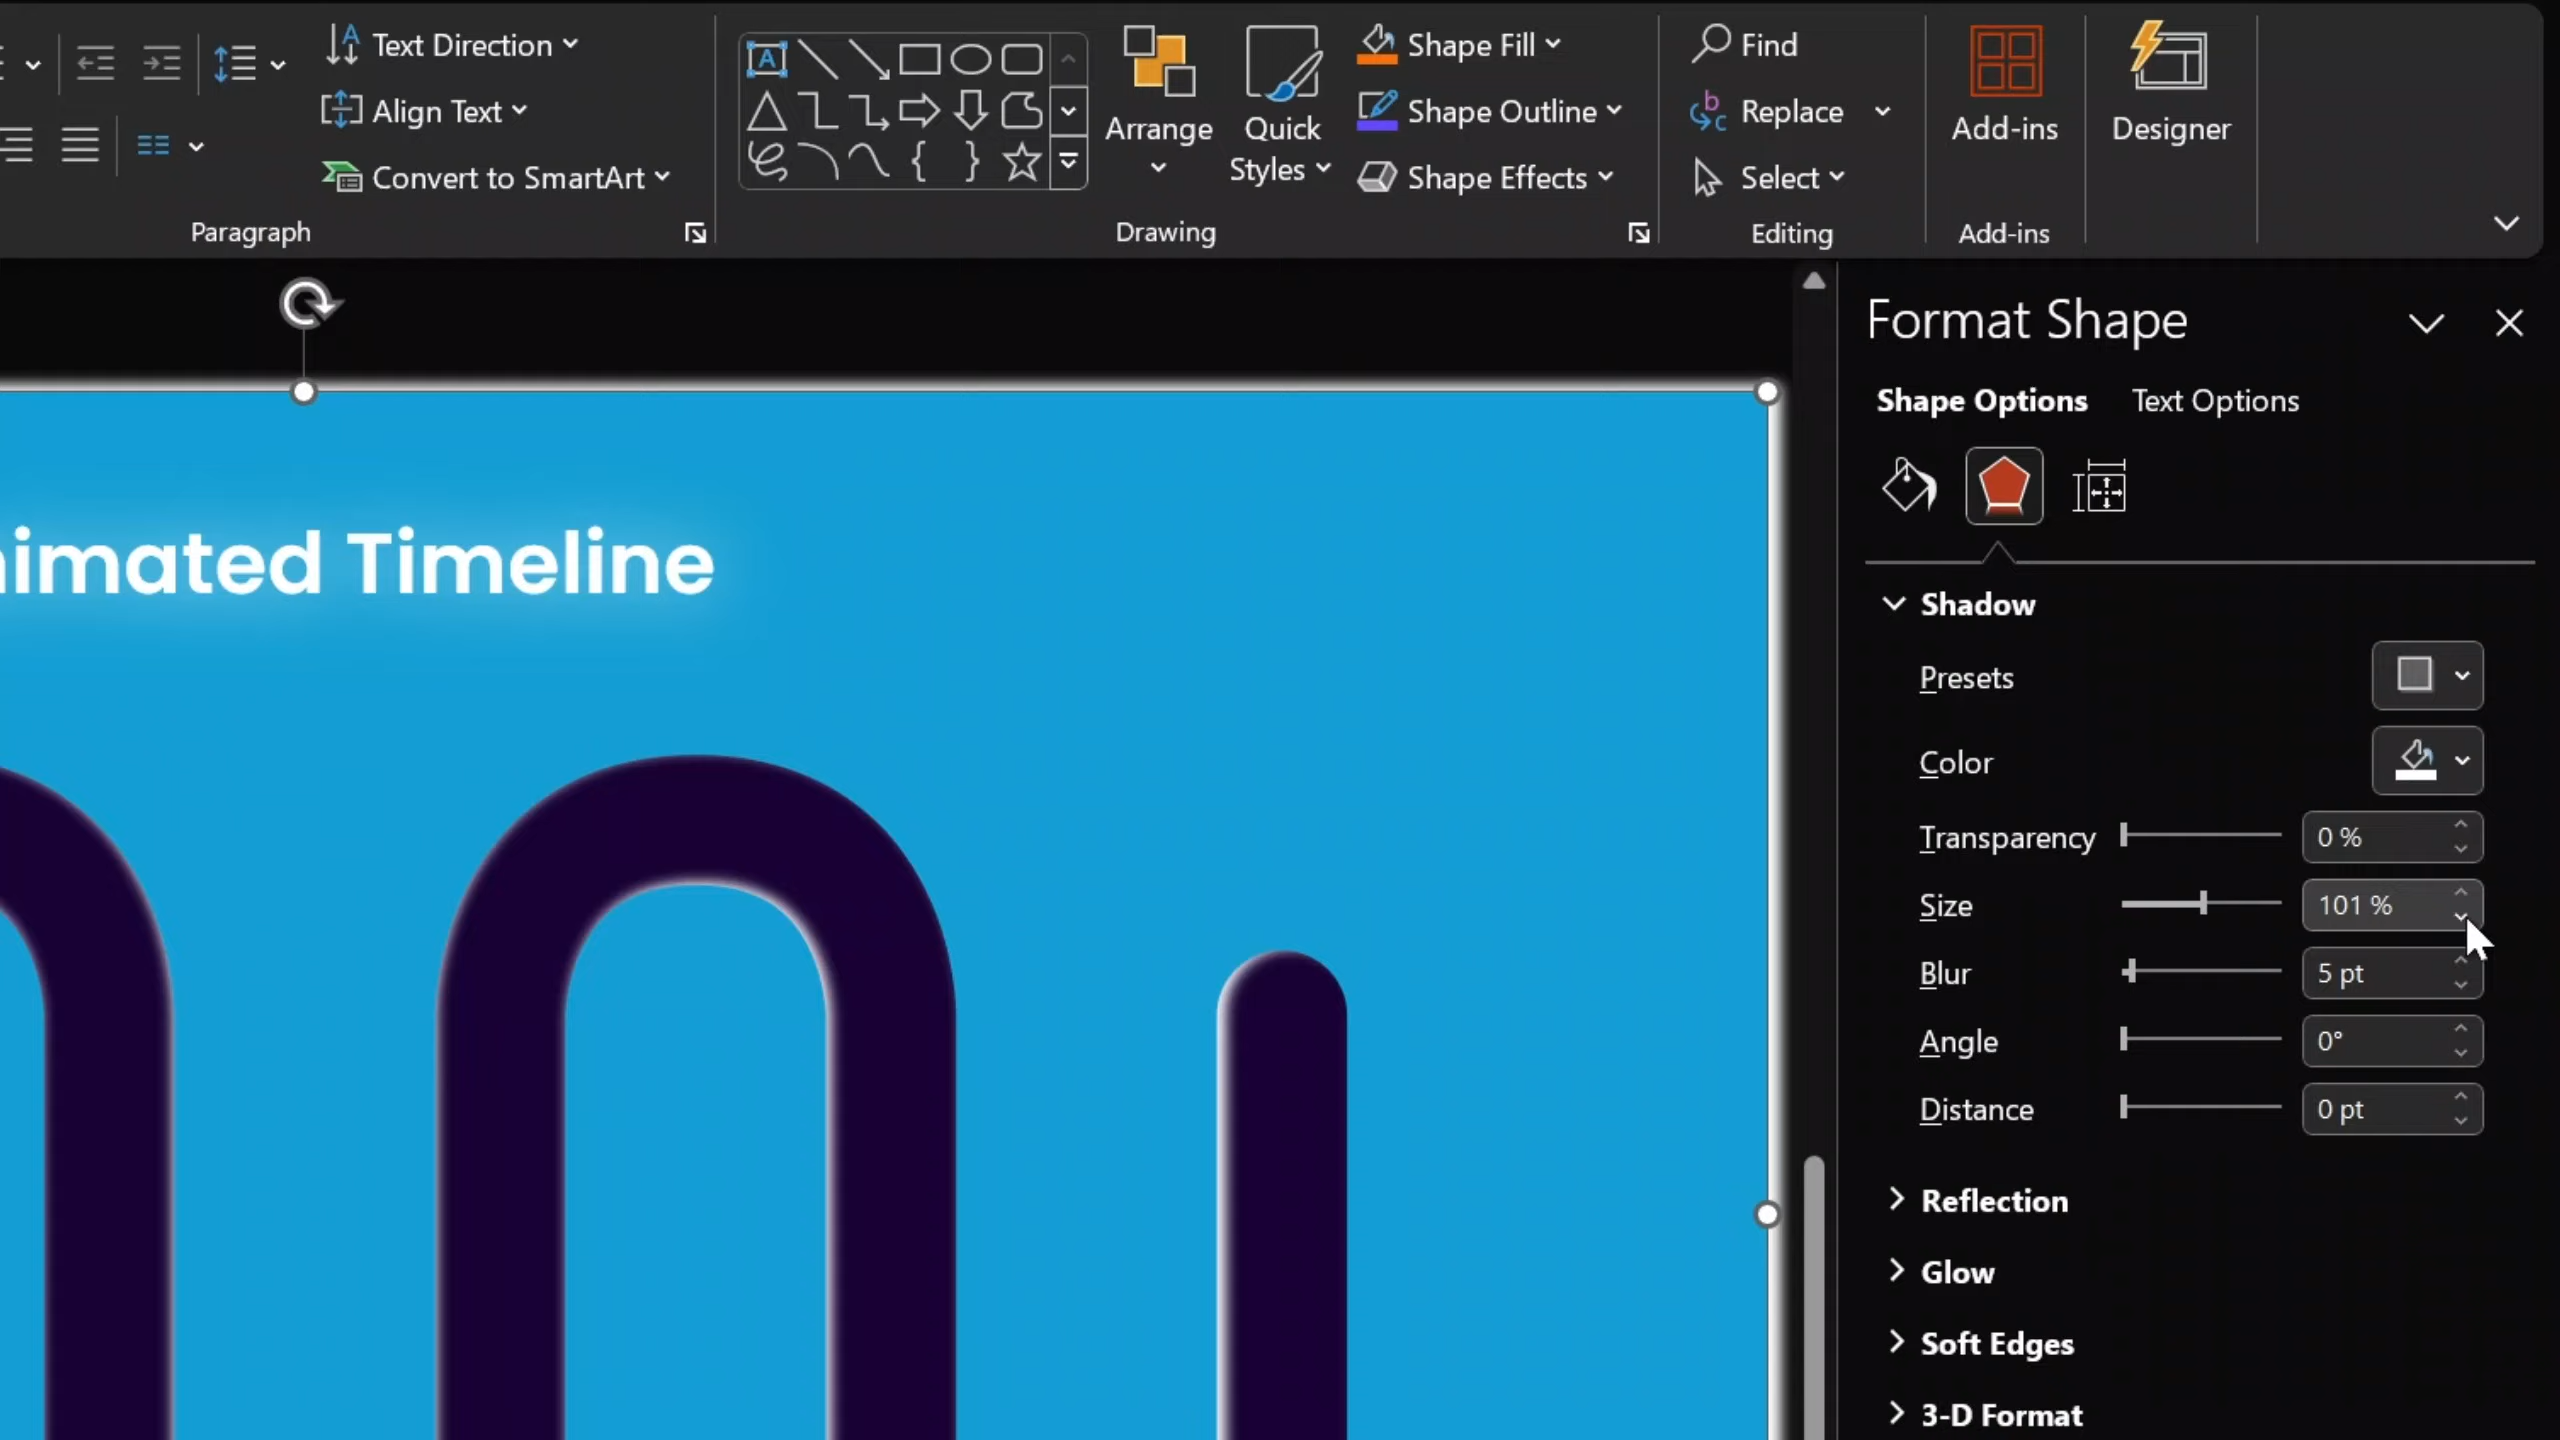 Text Direction
Align Text
Convert to SmartArt
Paragraph
A
Arrange
Quick
Styles
Shape Fill
Shape Outline
Shape Effects
Drawing
Find
Replace
Select
Editing
Add-ins
Add-ins
Designer
Format Shape
Shape Options Text Options
nimated Timeline
Shadow
Presets
Color
Transparency 0 %
Size 101 %
Blur 5 pt
Angle 0°
Distance 0 pt
Reflection
Glow
Soft Edges
3-D Format